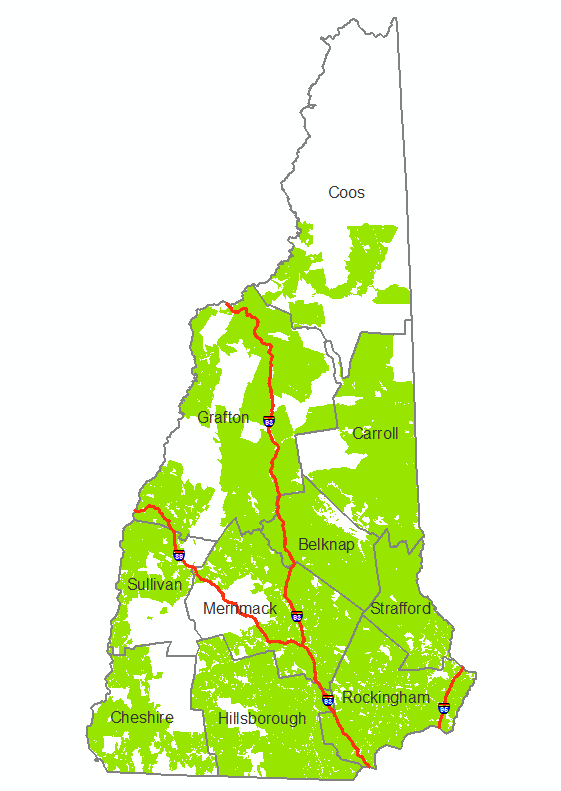 Coos
Grafton
Carroll
Belknap
Sullivan
Merrimack
Strafford
Rockingham
Cheshire
Hillsborough